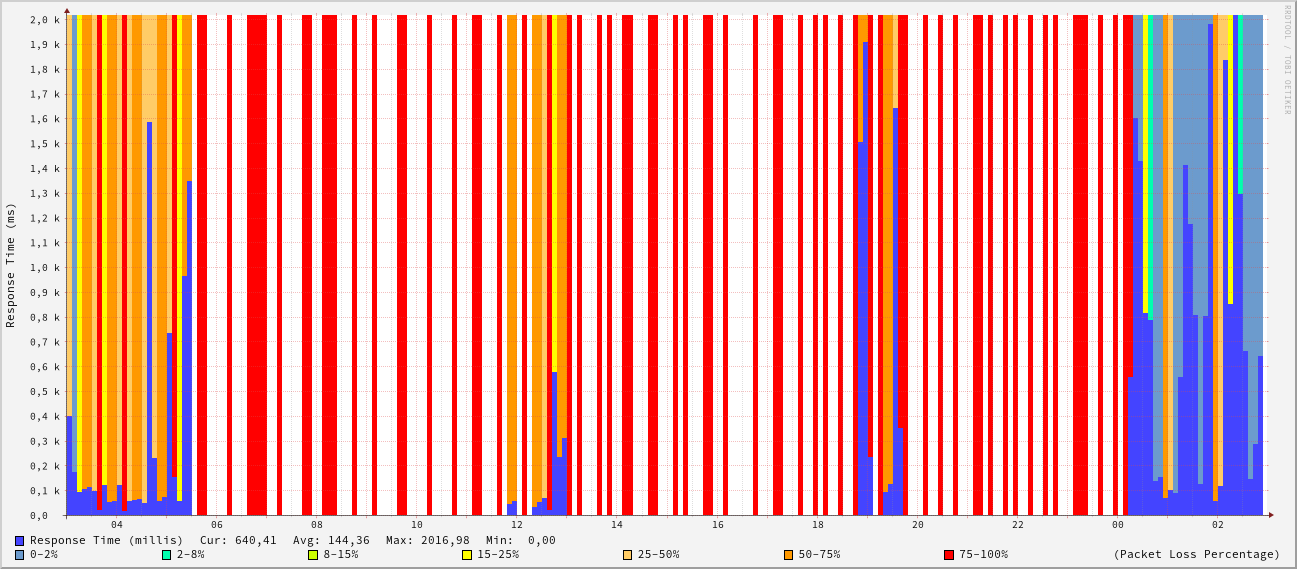 RRDTOOL / TOBI OETIKER
Response Time (ms)
2,0 k
1,9 k
1,8 k
1,7 k
1,6 k
1,5 k
1,4 k
1,3 k
1,2 k
1,1 k
1,0 k
0,9 k
0,8 k
0,7 k
0,6 k
0,5 k
0,4 k
0,3 k
0,2 k
0,1 k
0,0
04 06 08 10 12 14 16 18 20 22 00 02
Response Time (millis) Cur: 640,41 Avg: 144,36 Max: 2016,98 Min: 0,00
0-2% 2-8% 8-15% 15-25% 25-50% 50-75% 75-100% (Packet Loss Percentage)